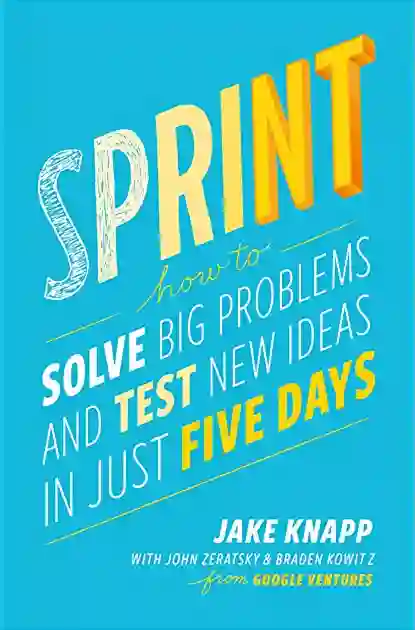 SPRINT
how to
SOLVE BIG PROBLEMS
AND TEST NEW IDEAS
IN JUST FIVE DAYS
JAKE KNAPP
WITH JOHN ZERATSKY & BRADEN KOWITZ
from GOOGLE VENTURES